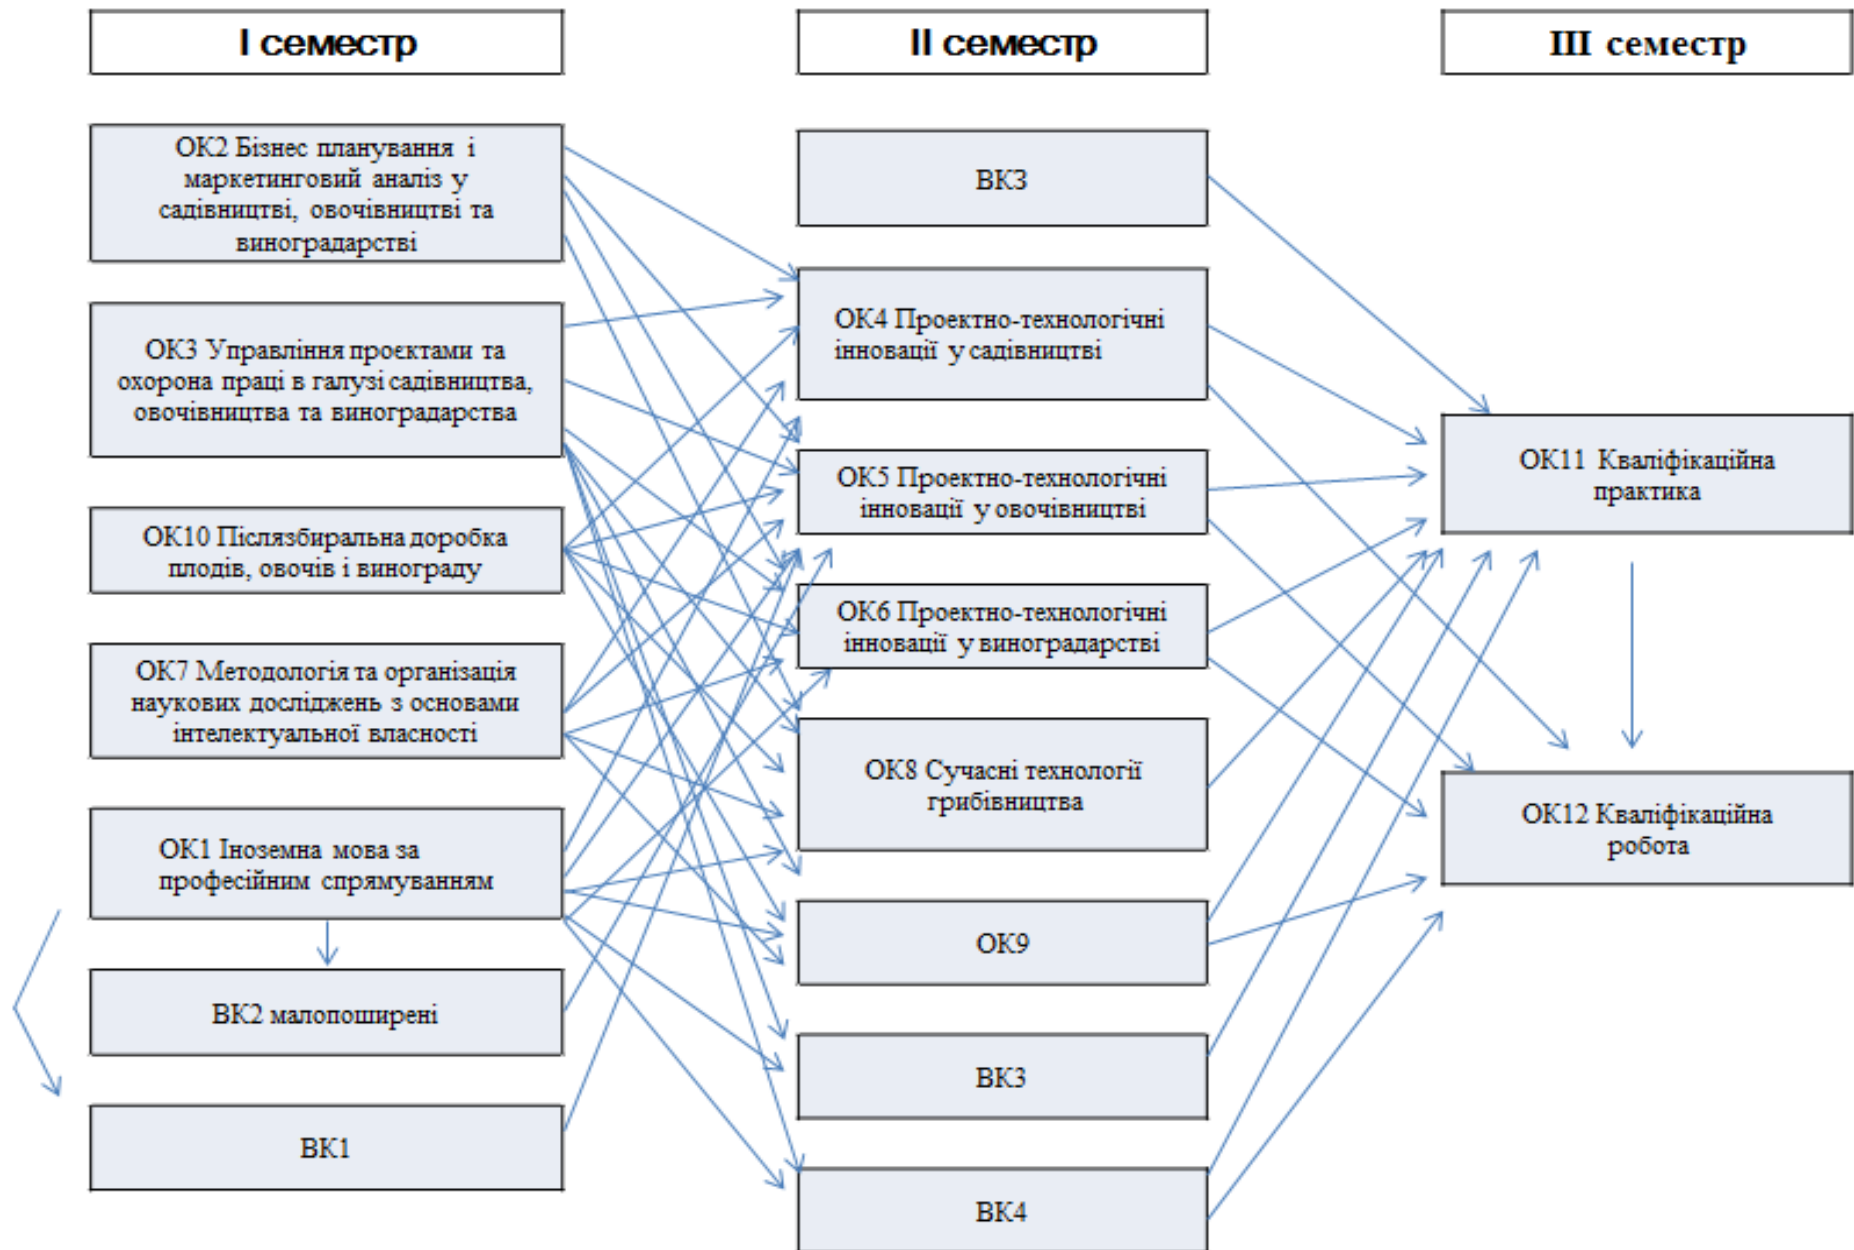 І семестр
ІІ семестр
ІІІ семестр
ОК2 Бізнес планування і
маркетинговий аналіз у
садівництві, овочівництві та
виноградарстві
ОК3 Управління проєктами та
охорона праці в галузі садівництва,
овочівництва та виноградарства
ОК10 Післязбиральна доробка
плодів, овочів і винограду
ОК7 Методологія та організація
наукових досліджень з основами
інтелектуальної власності
ОК1 Іноземна мова за
професійним спрямуванням
ВК2 малопоширені
ВК1
ВК3
ОК4 Проектно-технологічні
інновації у садівництві
ОК5 Проектно-технологічні
інновації у овочівництві
ОК6 Проектно-технологічні
інновації у виноградарстві
ОК8 Сучасні технології
грибівництва
ОК9
ВК3
ВК4
ОК11 Кваліфікаційна
практика
ОК12 Кваліфікаційна
робота